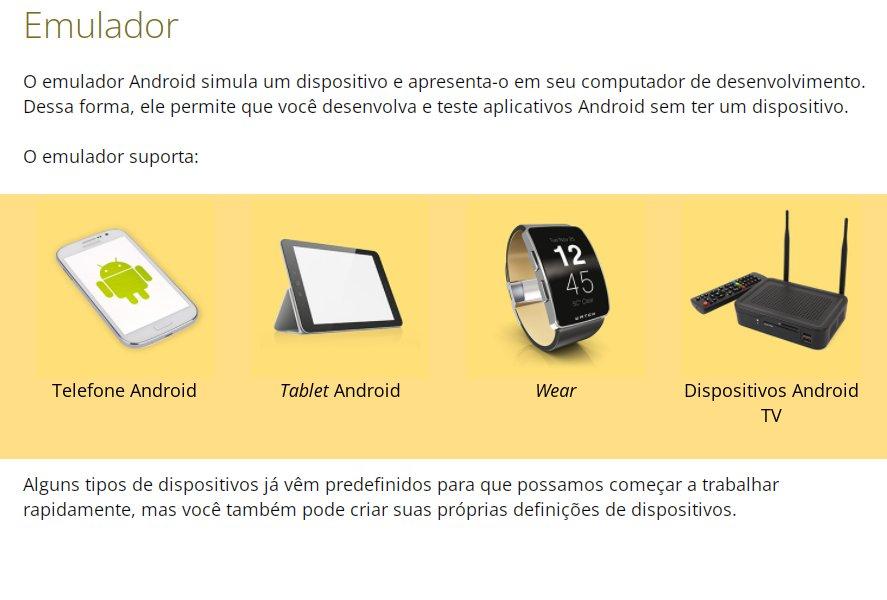 Emulador
O emulador Android simula um dispositivo e apresenta-o em seu computador de desenvolvimento.
Dessa forma, ele permite que você desenvolva e teste aplicativos Android sem ter um dispositivo.
O emulador suporta:
12
45
WATCH
Telefone Android
Tablet Android
Wear
Dispositivos Android
TV
Alguns tipos de dispositivos já vêm predefinidos para que possamos começar a trabalhar
rapidamente, mas você também pode criar suas próprias definições de dispositivos.